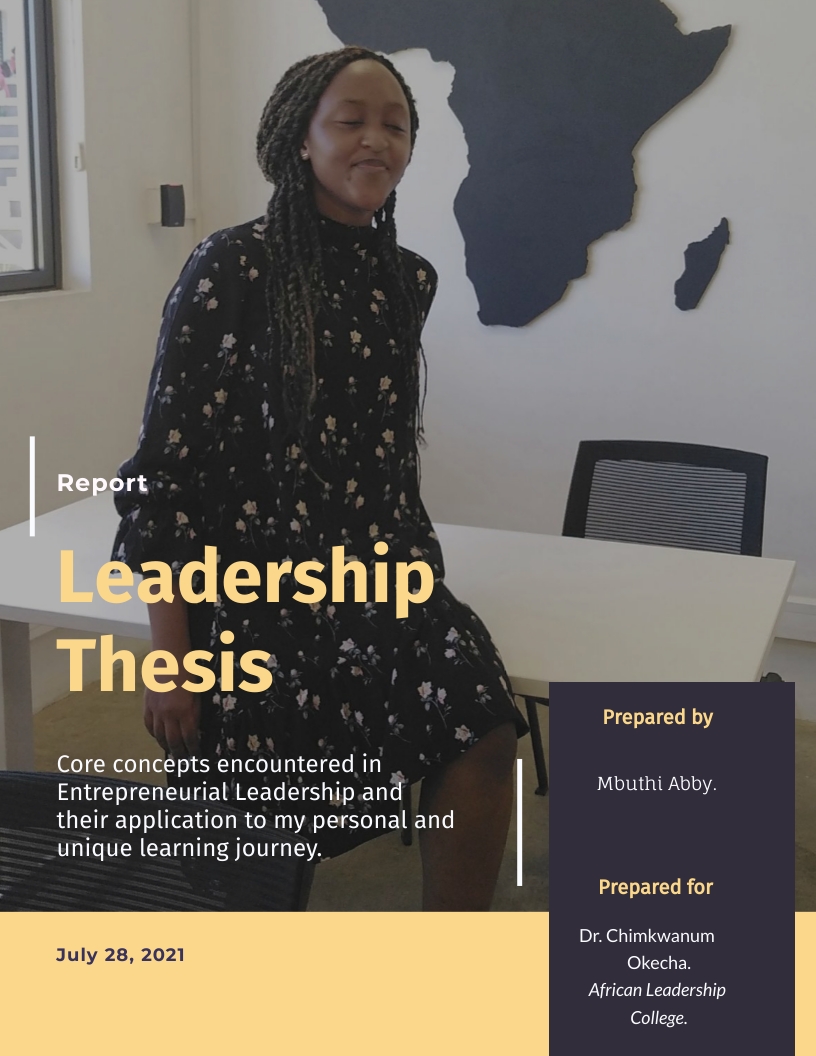 Report
Leadership
Thesis
Core concepts encountered in
Entrepreneurial Leadership and
their application to my personal and
unique learning journey.
July 28, 2021
Prepared by
Mbuthi Abby.
Prepared for
Dr. Chimkwanum
Okecha.
African Leadership
College.